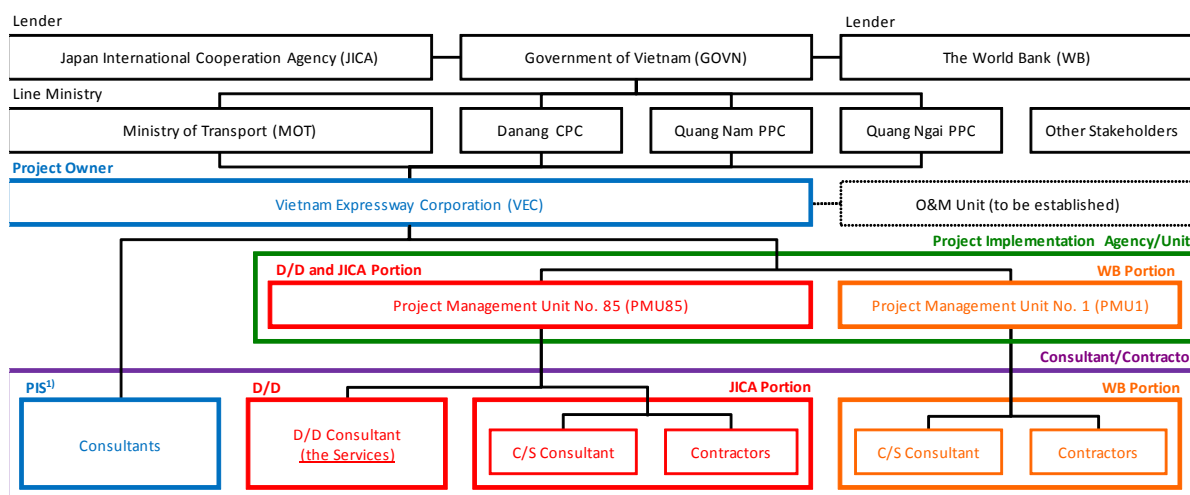 Lender
Lender
Japan International Cooperation Agency (JICA)
Government of Vietnam (GOVN)
The World Bank (WB)
Line Ministry
Ministry of Transport (MOT)
Danang CPC
Quang Nam PPC
Quang Ngai PPC
Other Stakeholders
Project Owner
Vietnam Expressway Corporation (VEC)
O&M Unit (to be established)
Project Implementation Agency/Unit
D/D and JICA Portion
WB Portion
Project Management Unit No. 85 (PMU85)
Project Management Unit No. 1 (PMU1)
Consultant/Contracto
PIS1)
D/D
JICA Portion
WB Portion
Consultants
D/D Consultant
(the Services)
C/S Consultant
Contractors
C/S Consultant
Contractors